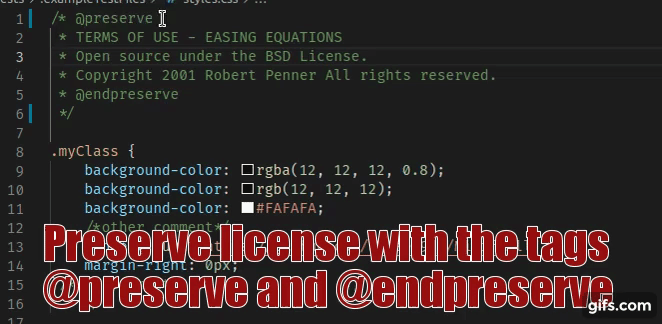 styles.css > ...
1 /* @preserve
2 * TERMS OF USE - EASING EQUATIONS
3 * Open source under the BSD License.
4 * Copyright 2001 Robert Penner All rights reserved.
5 * @endpreserve
6 */
7
8 .myClass {
9 background-color: rgba(12, 12, 12, 0.8);
10 background-color: rgb(12, 12, 12);
11 background-color: #FAFAFA;
12 /*other comment*/
13
14 margin-right: 0px;
15
16
Preserve license with the tags
@preserve and @endpreserve
gifs.com